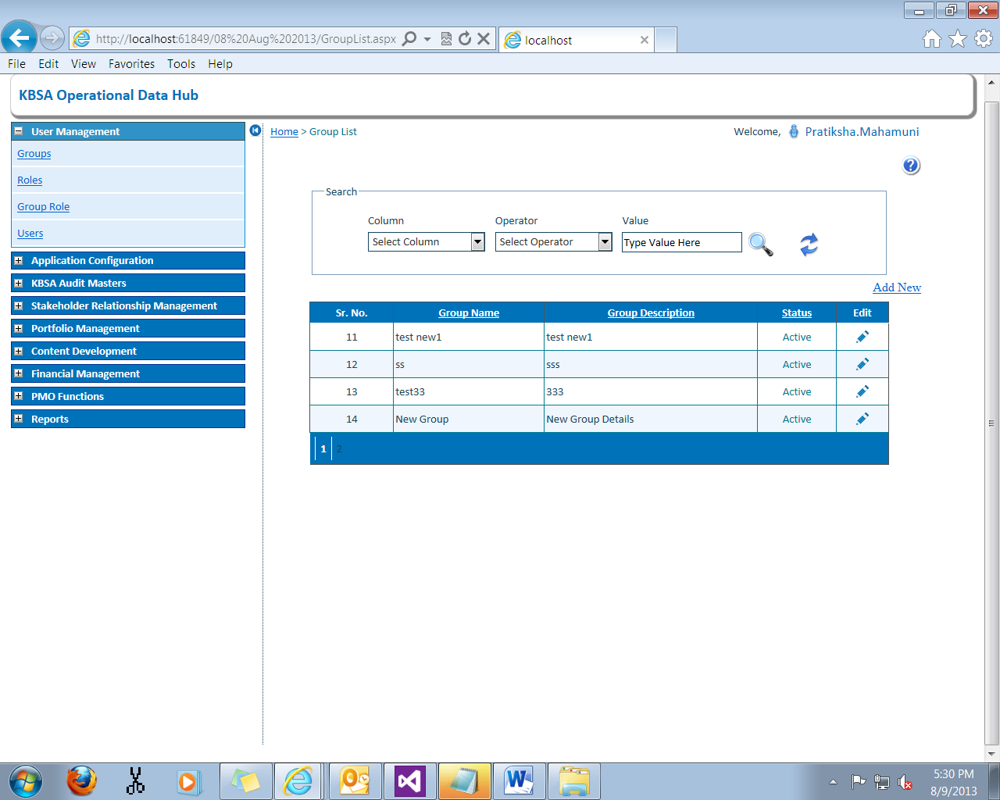 http://localhost:61849/08%20Aug%202013/GroupList.aspx
localhost
File Edit View Favorites Tools Help
KBSA Operational Data Hub
User Management
Groups
Roles
Group Role
Users
Application Configuration
KBSA Audit Masters
Stakeholder Relationship Management
Portfolio Management
Content Development
Financial Management
PMO Functions
Reports
Home > Group List
Welcome, Pratiksha.Mahamuni
Search
Column Operator Value
Select Column Select Operator Type Value Here
Add New
Sr. No. Group Name Group Description Status Edit
11 test new1 test new1 Active
12 ss sss Active
13 test33 333 Active
14 New Group New Group Details Active
1 2
5:30 PM
8/9/2013